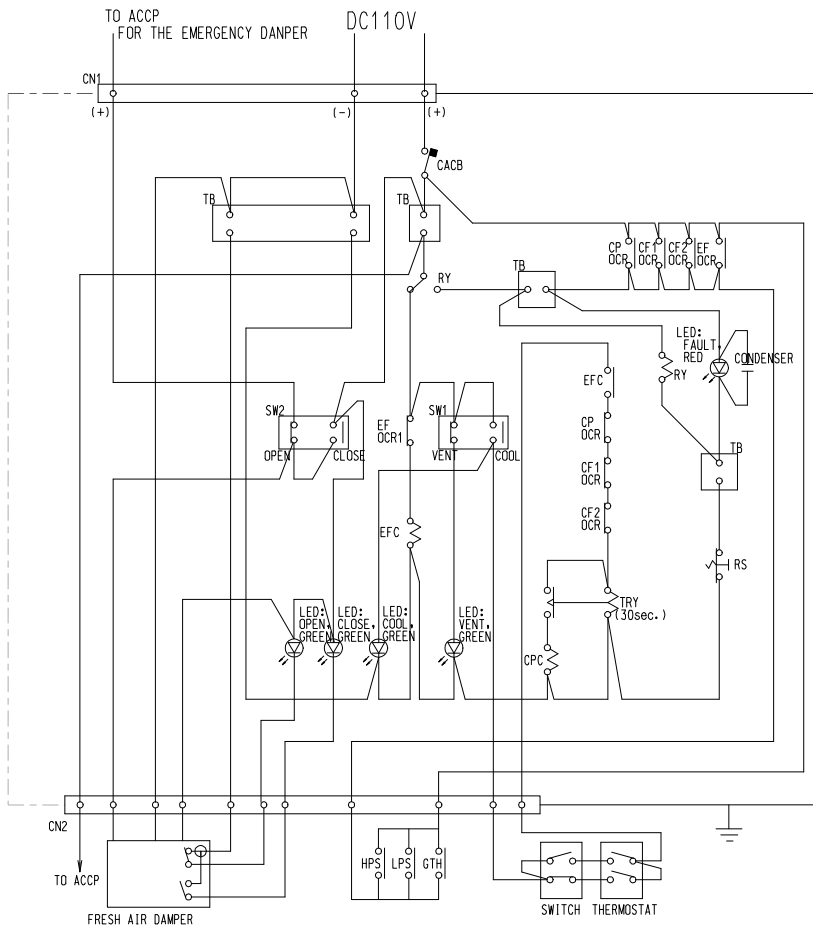 TO ACCP
FOR THE EMERGENCY DANPER
DC110V
CN1
(+)
(-)
(+)
CACB
TB
TB
CP
OCR
CF1
OCR
CF2
OCR
EF
OCR
TB
RY
LED:
FAULT,
RED
CONDENSER
RY
EFC
SW2
OPEN
CLOSE
EF
OCR1
SW1
VENT
COOL
CP
OCR
CF1
OCR
CF2
OCR
TB
EFC
RS
LED:
OPEN,
GREEN
LED:
CLOSE,
GREEN
LED:
COOL,
GREEN
LED:
VENT,
GREEN
TRY
(30sec.)
CPC
CN2
HPS
LPS
GTH
TO ACCP
FRESH AIR DAMPER
SWITCH
THERMOSTAT